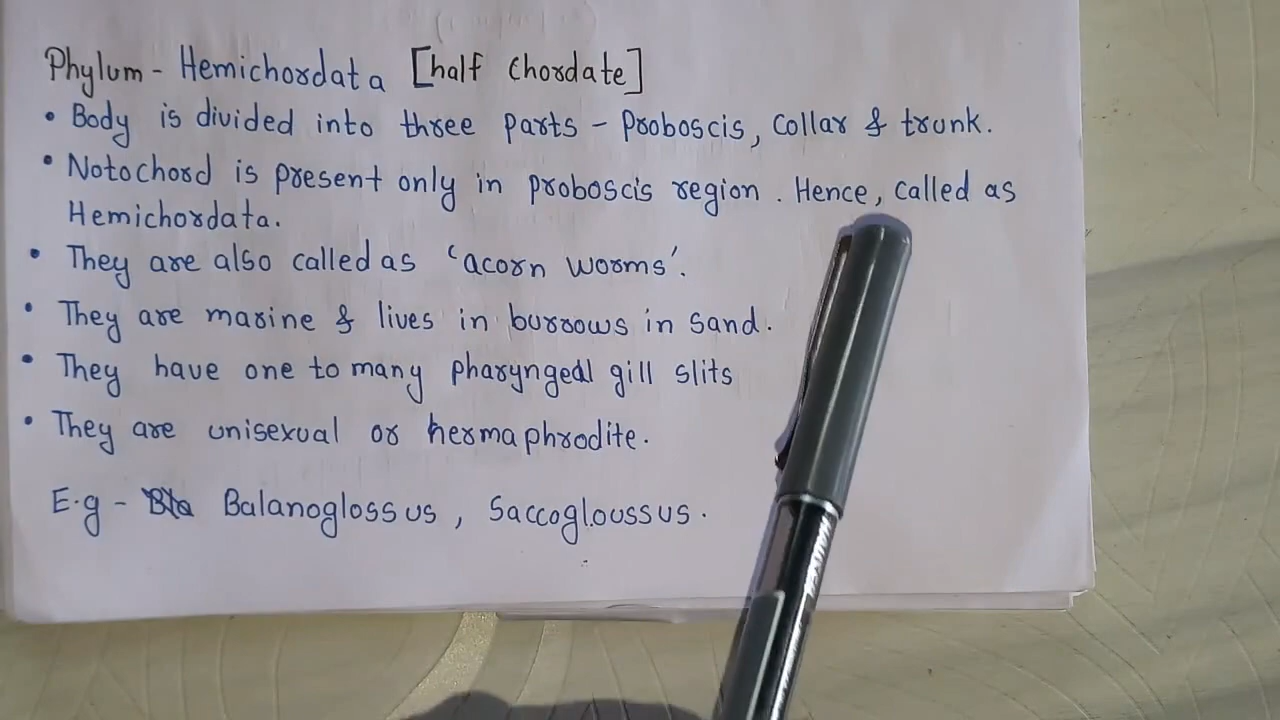 Phylum - Hemichordata [half Chordate]
• Body is divided into three parts - Proboscis, Collar & trunk.
• Notochord is present only in proboscis region. Hence, called as
Hemichordata.
• They are also called as 'acorn worms'.
• They are marine & lives in burrows in sand.
• They have one to many pharyngeal gill slits
• They are unisexual or hermaphrodite.
E.g - Balanoglossus, Saccogloussus.